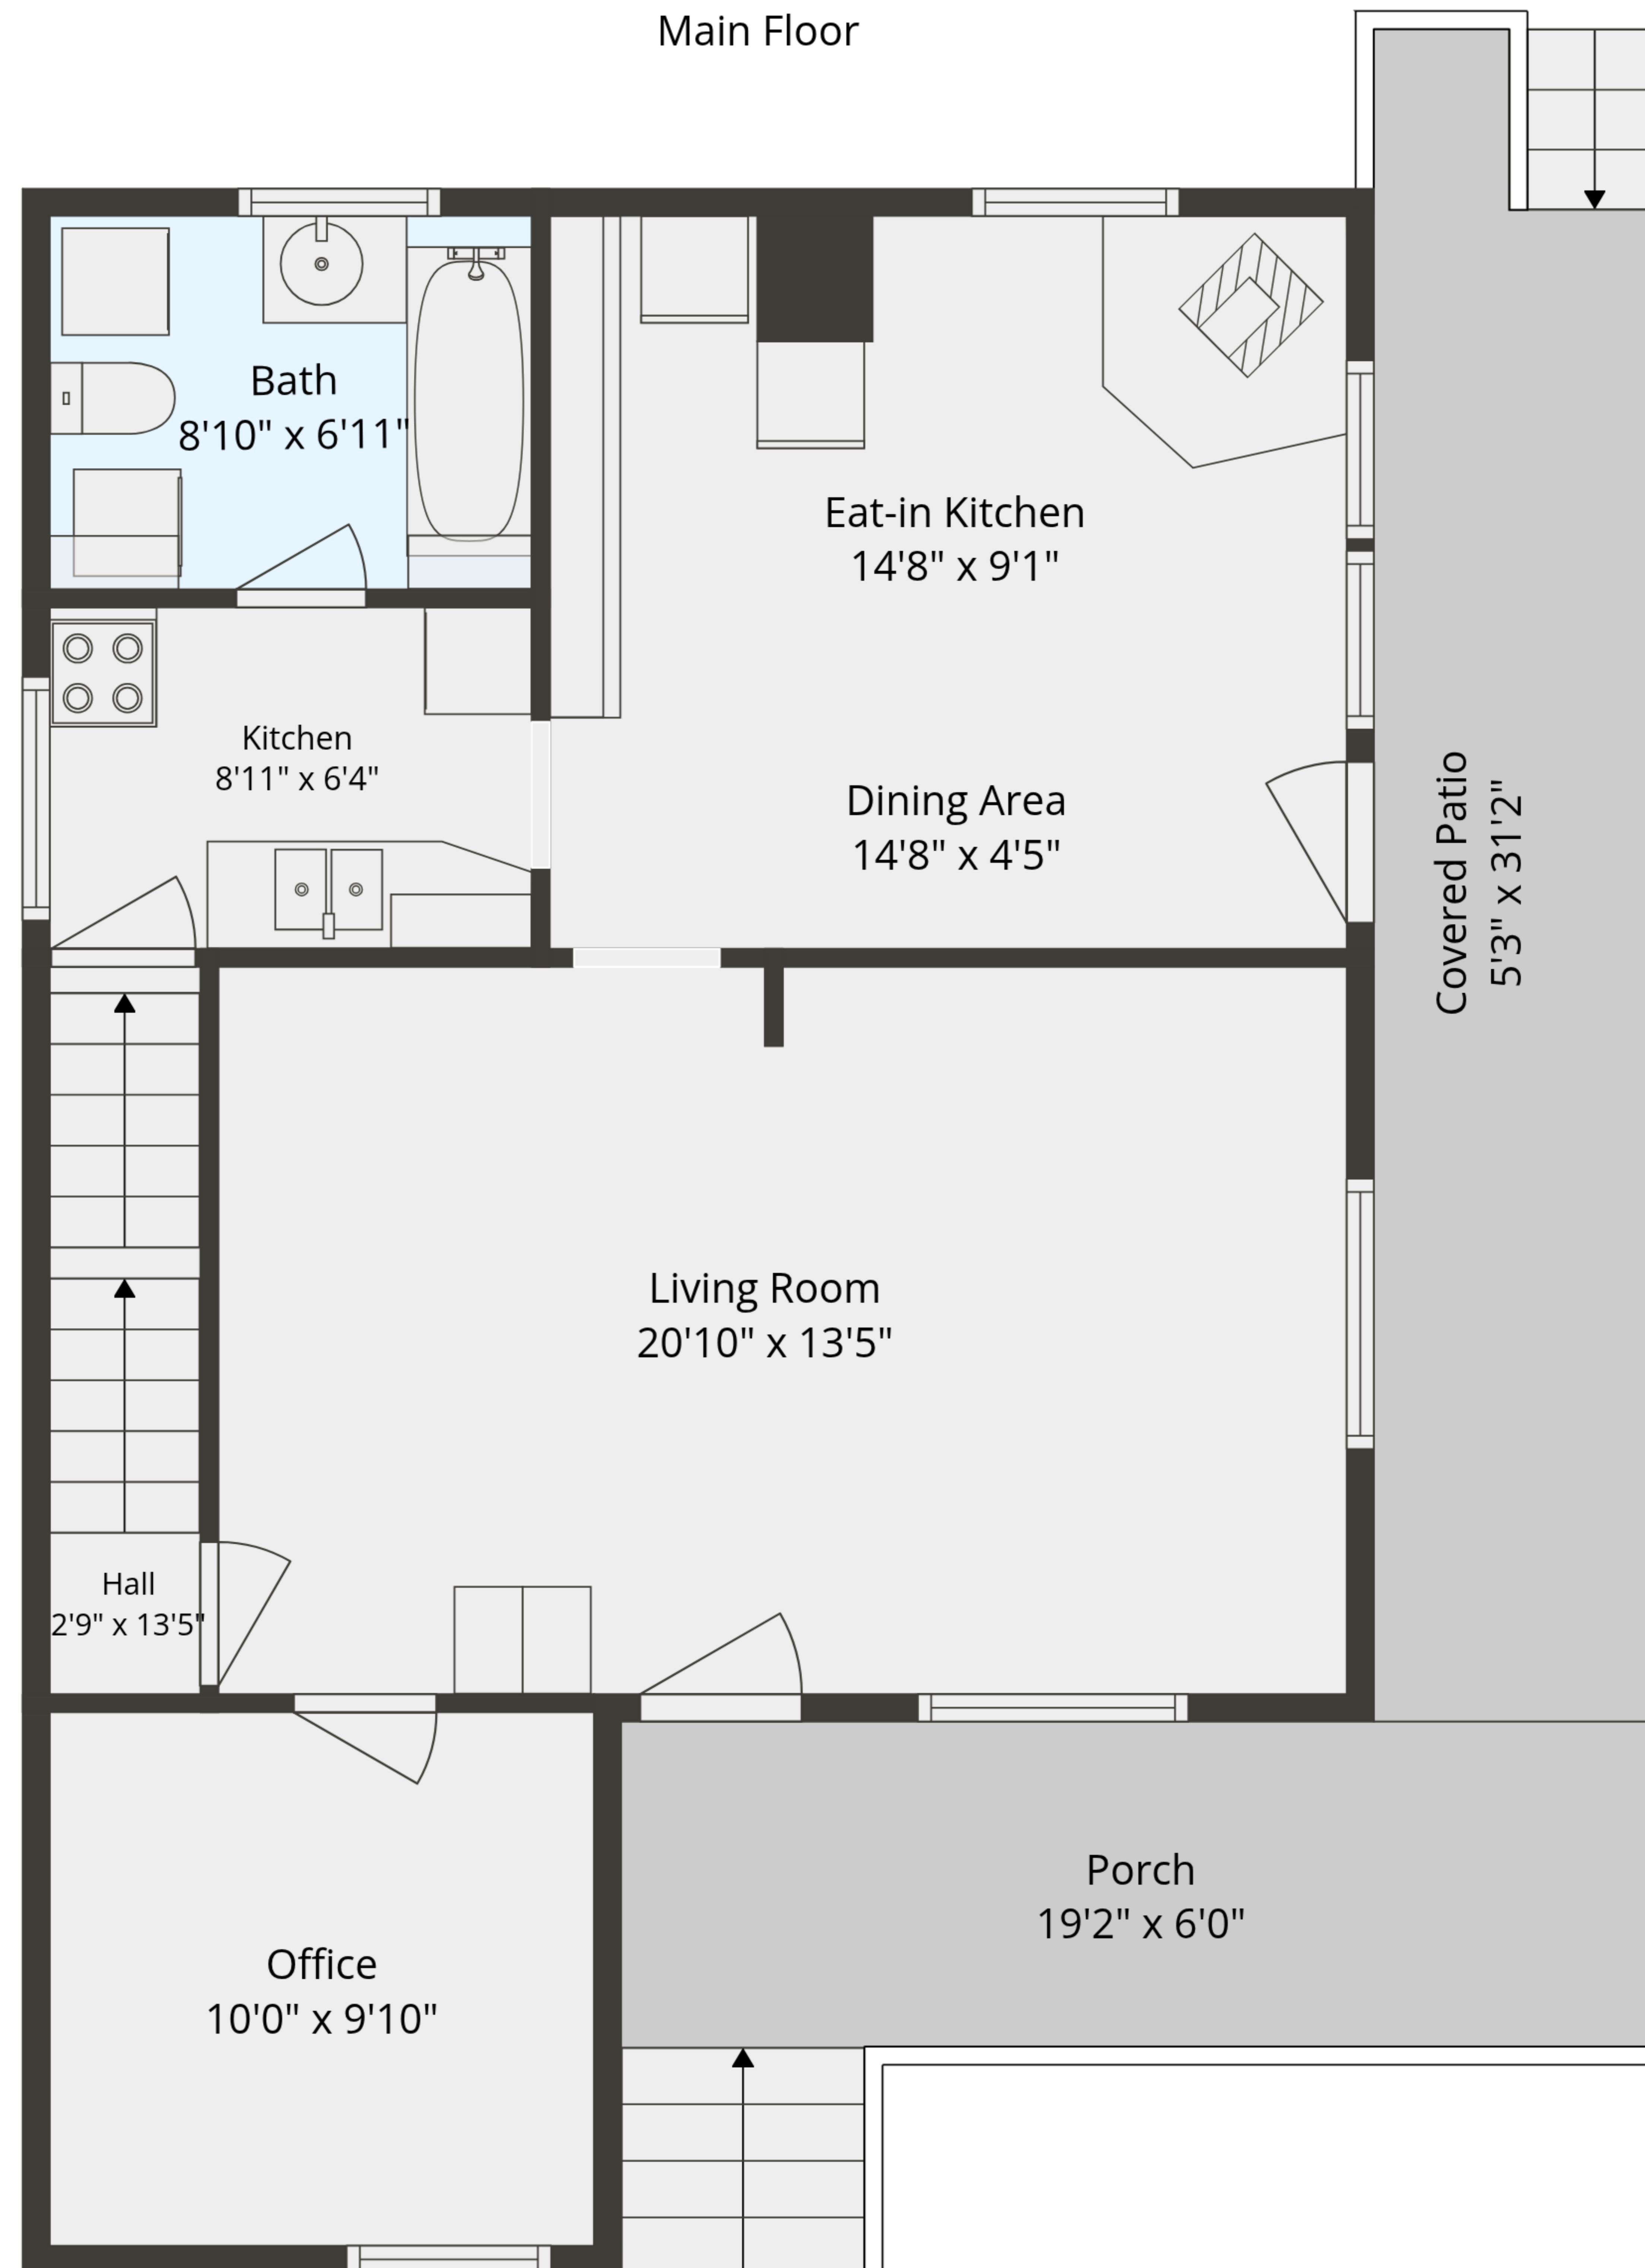 Main Floor
Bath
8'10" x 6'11"
Eat-in Kitchen
14'8" x 9'1"
Kitchen
8'11" x 6'4"
Dining Area
14'8" x 4'5"
Covered Patio
5'3" x 31'2"
Living Room
20'10" x 13'5"
Hall
2'9" x 13'5"
Porch
19'2" x 6'0"
Office
10'0" x 9'10"